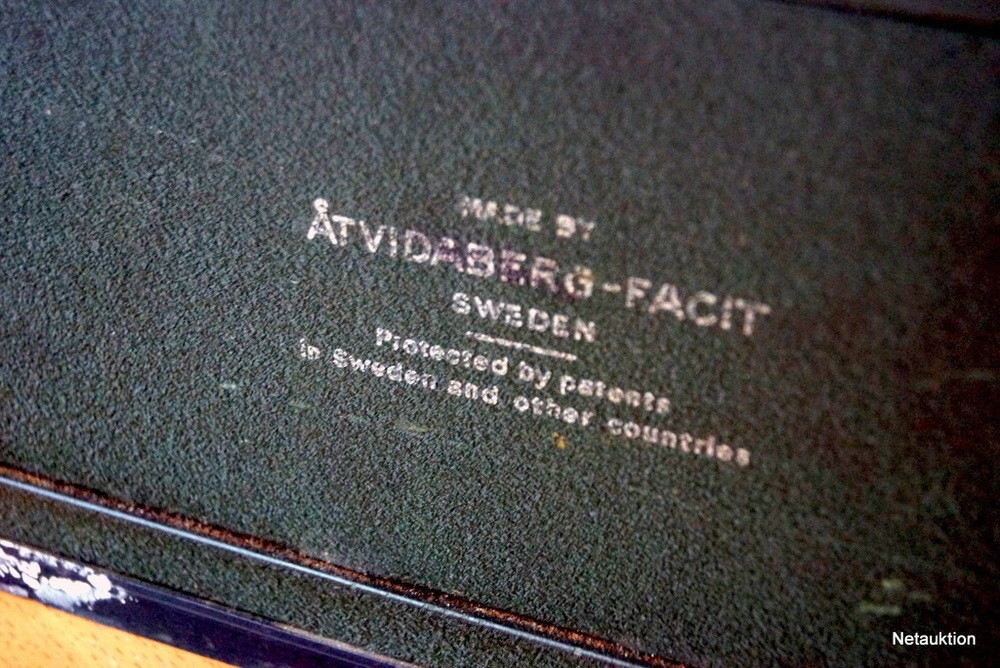 MADE BY
ÅTVIDABERG-FACIT
SWEDEN
Protected by patents
in Sweden and other countries
Netauktion